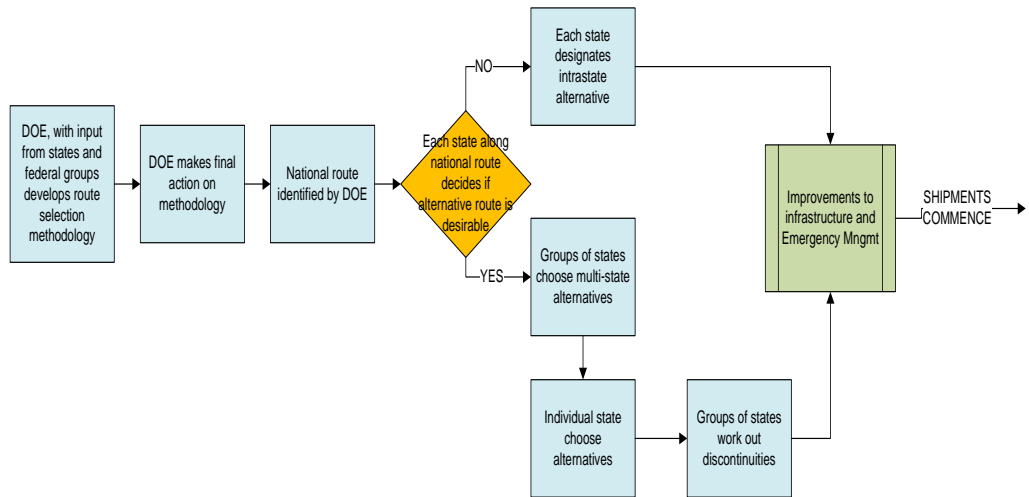 DOE, with input
from states and
federal groups
develops route
selection
methodology
DOE makes final
action on
methodology
National route
identified by DOE
Each state along
national route
decides if
alternative route is
desirable
NO
Each state
designates
intrastate
alternative
YES
Groups of states
choose multi-state
alternatives
Individual state
choose
alternatives
Groups of states
work out
discontinuities
Improvements to
infrastructure and
Emergency Mngmt
SHIPMENTS
COMMENCE